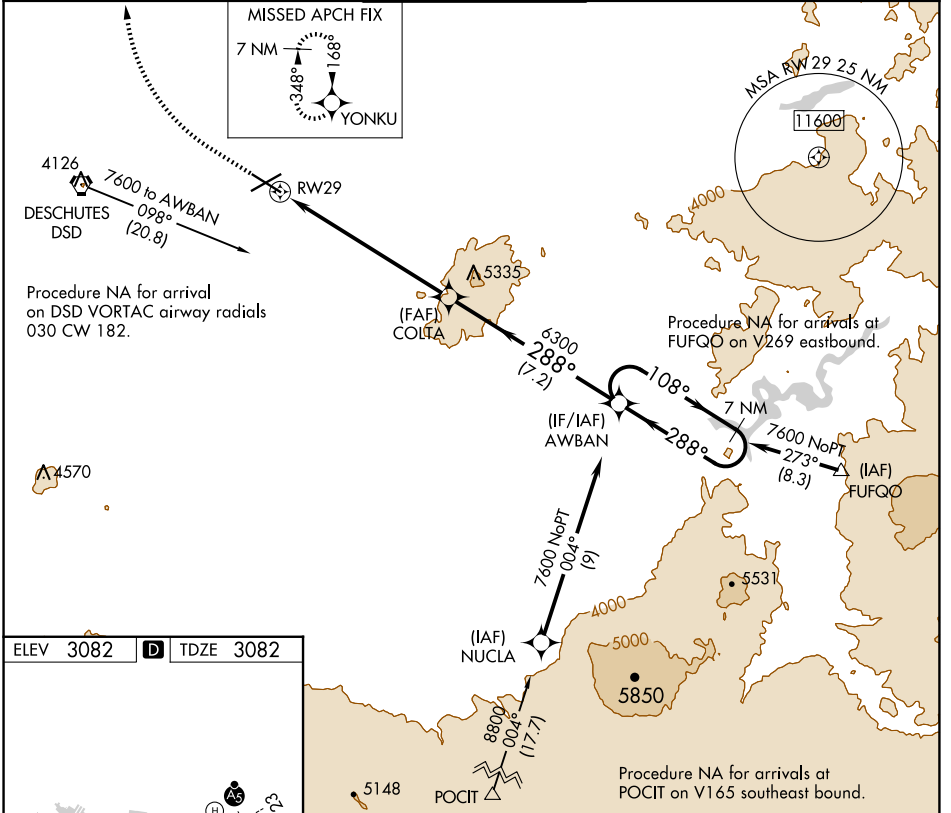 MISSED APCH FIX
7 NM
168°
348°
YONKU
MSA RW29 25 NM
11600
4126
DESCHUTES
DSD
7600 to AWBAN
098°
(20.8)
RW29
4000
Procedure NA for arrival
on DSD VORTAC airway radials
030 CW 182.
5335
(FAF)
COLTA
6300
288°
(7.2)
Procedure NA for arrivals at
FUFQO on V269 eastbound.
108°
7 NM
(IF/IAF)
AWBAN
288°
7600 NoPT
273°
(8.3)
(IAF)
FUFQO
4570
7600 NoPT
004°
(9)
5531
4000
(IAF)
NUCLA
5000
5850
ELEV 3082 D TDZE 3082
8800
004°
(17.7)
5148
POCIT
Procedure NA for arrivals at
POCIT on V165 southeast bound.
A5
H
23